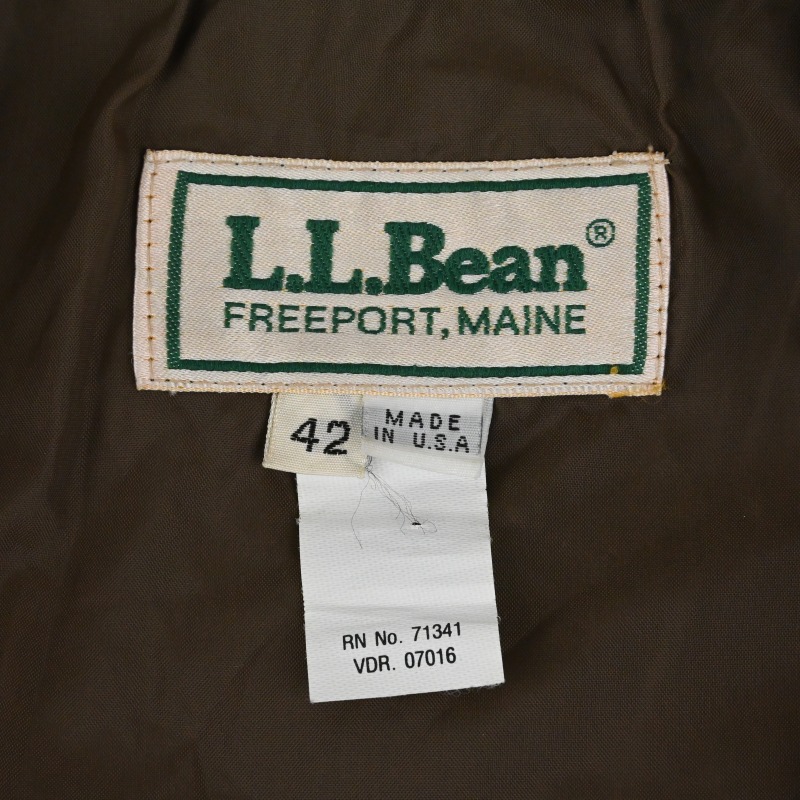 L.L.Bean®
FREEPORT, MAINE
42
MADE
IN U.S.A
RN No. 71341
VDR. 07016